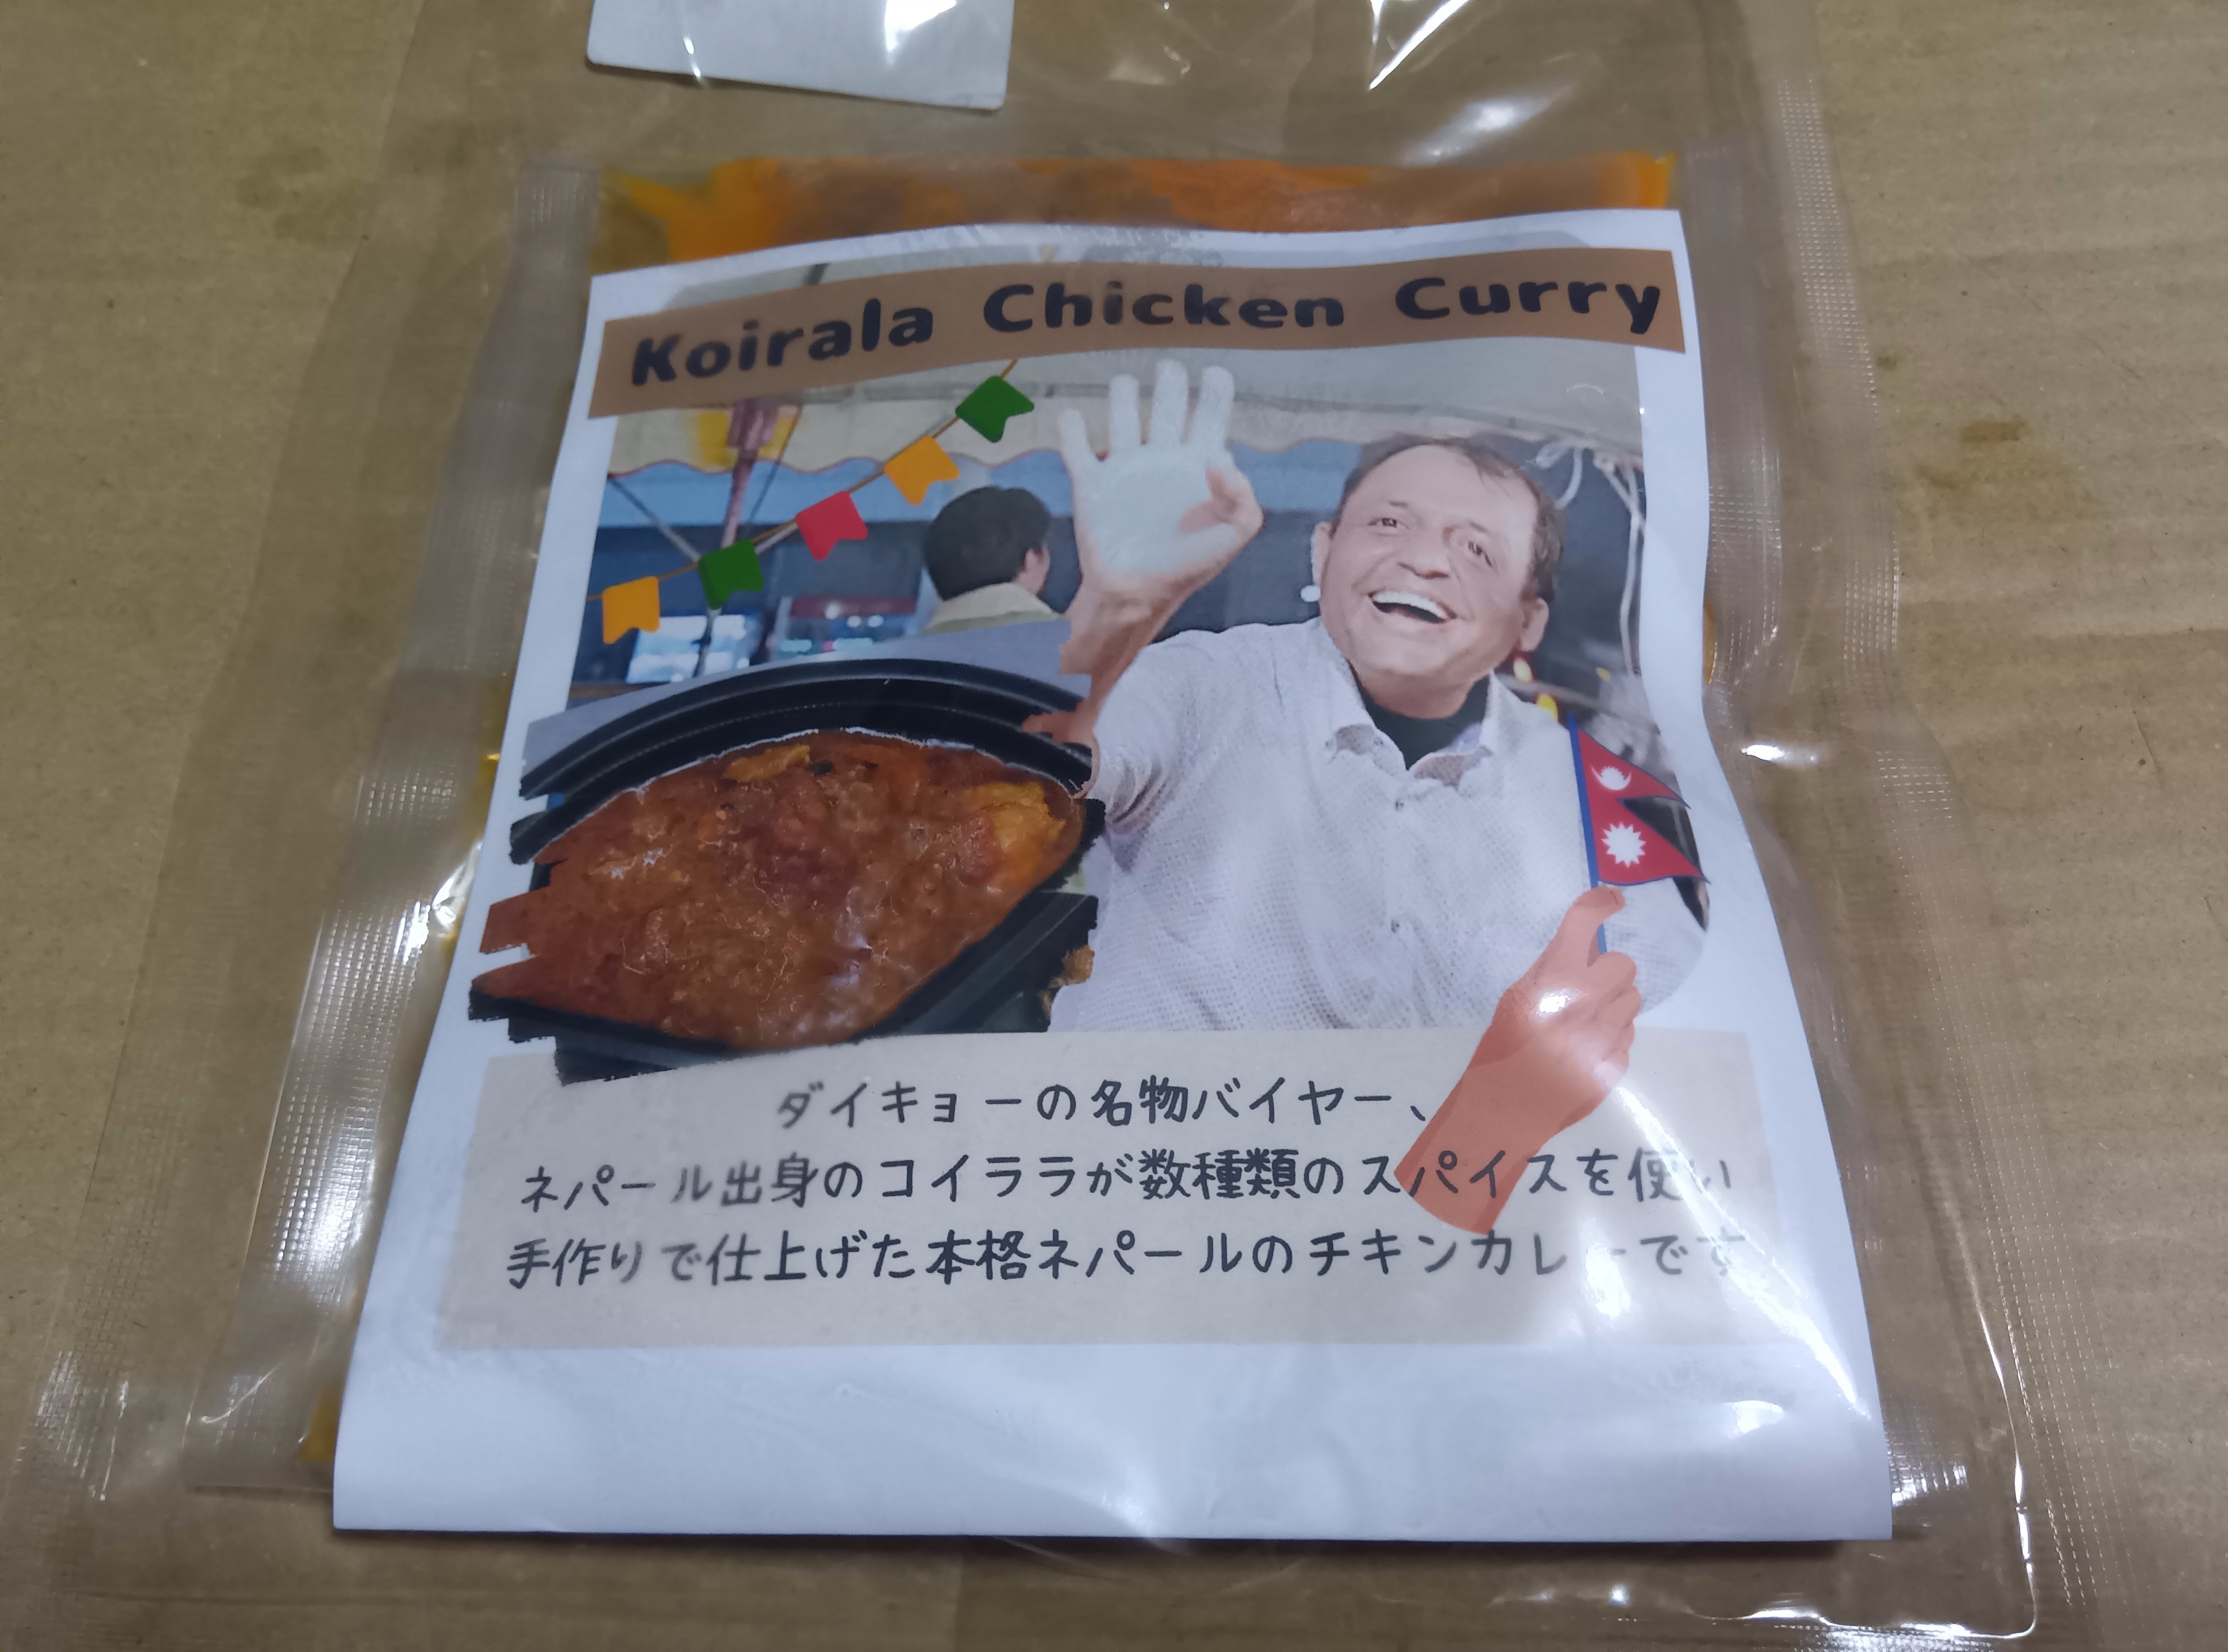 Koirala Chicken Curry
ダイキョーの名物バイヤー、
ネパール出身のコイララが数種類のスパイスを使い
手作りで仕上げた本格ネパールのチキンカレーです